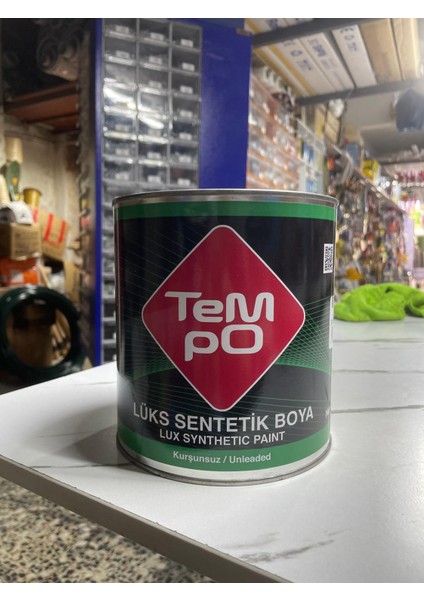 TeM
pO
LÜKS SENTETİK BOYA
LUX SYNTHETIC PAINT
Kurşunsuz / Unleaded